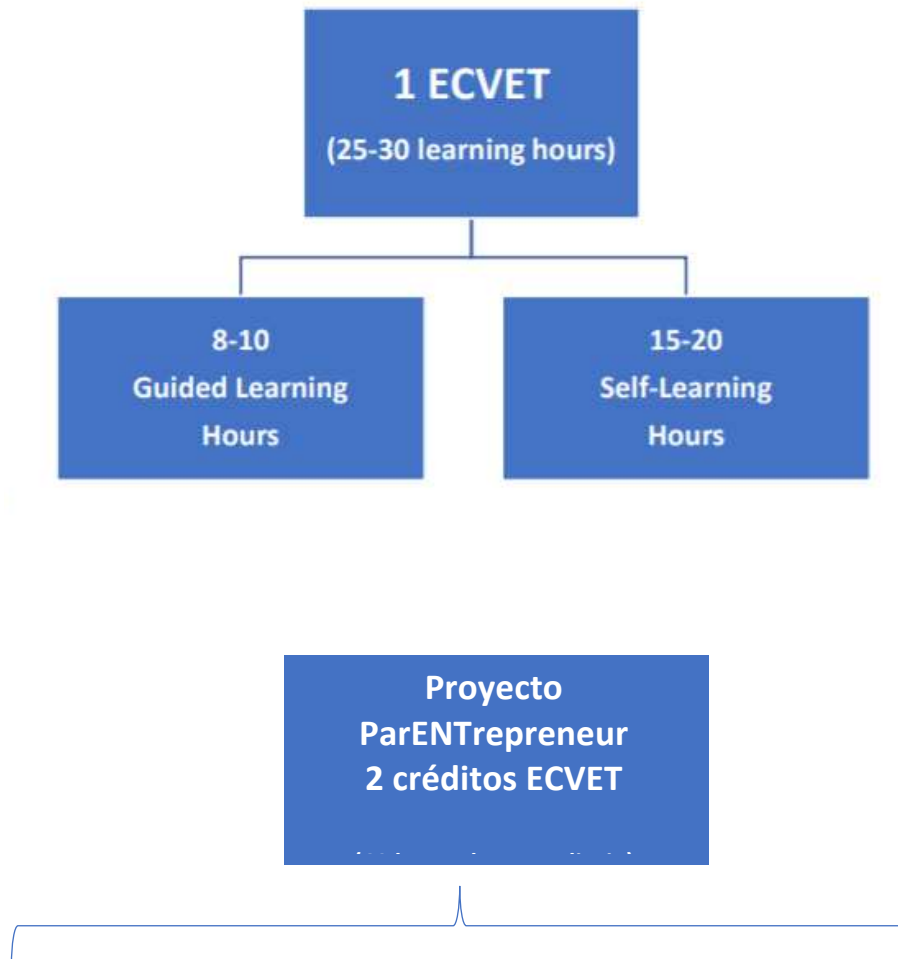 1 ECVET
(25-30 learning hours)
8-10
Guided Learning
Hours
15-20
Self-Learning
Hours
Proyecto
ParENTrepreneur
2 créditos ECVET